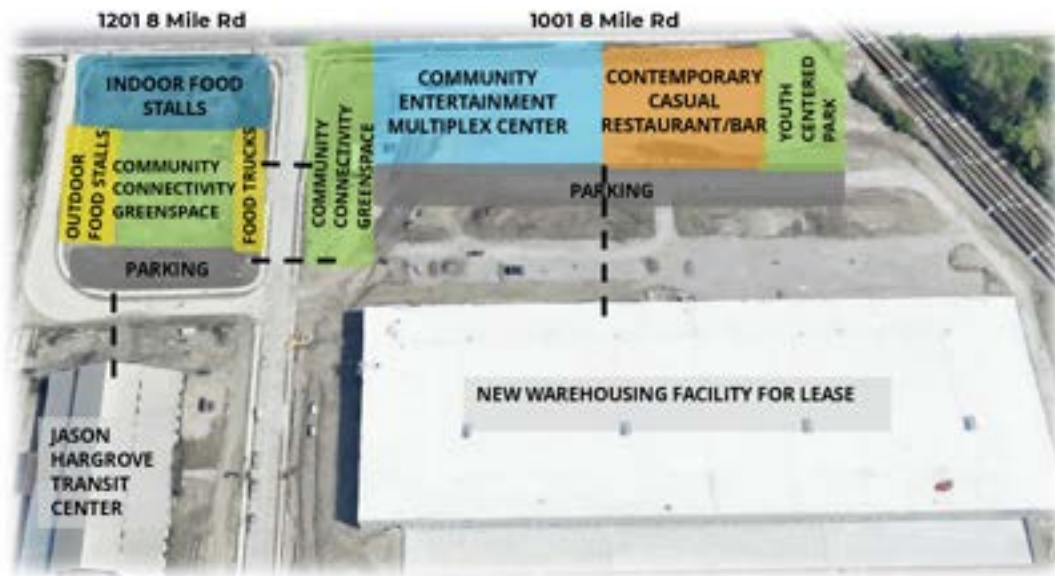 1201 8 Mile Rd
1001 8 Mile Rd
INDOOR FOOD
STALLS
OUTDOOR
FOOD STALLS
COMMUNITY
CONNECTIVITY
GREENSPACE
FOOD TRUCKS
PARKING
COMMUNITY
CONNECTIVITY
GREENSPACE
COMMUNITY
ENTERTAINMENT
MULTIPLEX CENTER
CONTEMPORARY
CASUAL
RESTAURANT/BAR
YOUTH
CENTERED
PARK
PARKING
NEW WAREHOUSING FACILITY FOR LEASE
JASON
HARGROVE
TRANSIT
CENTER